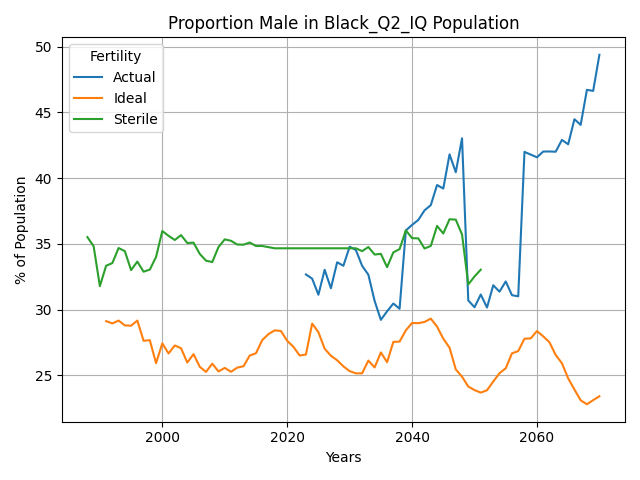 Proportion Male in Black_Q2_IQ Population
Fertility
Actual
Ideal
Sterile
50
45
40
35
30
25
% of Population
2000
2020
2040
2060
Years